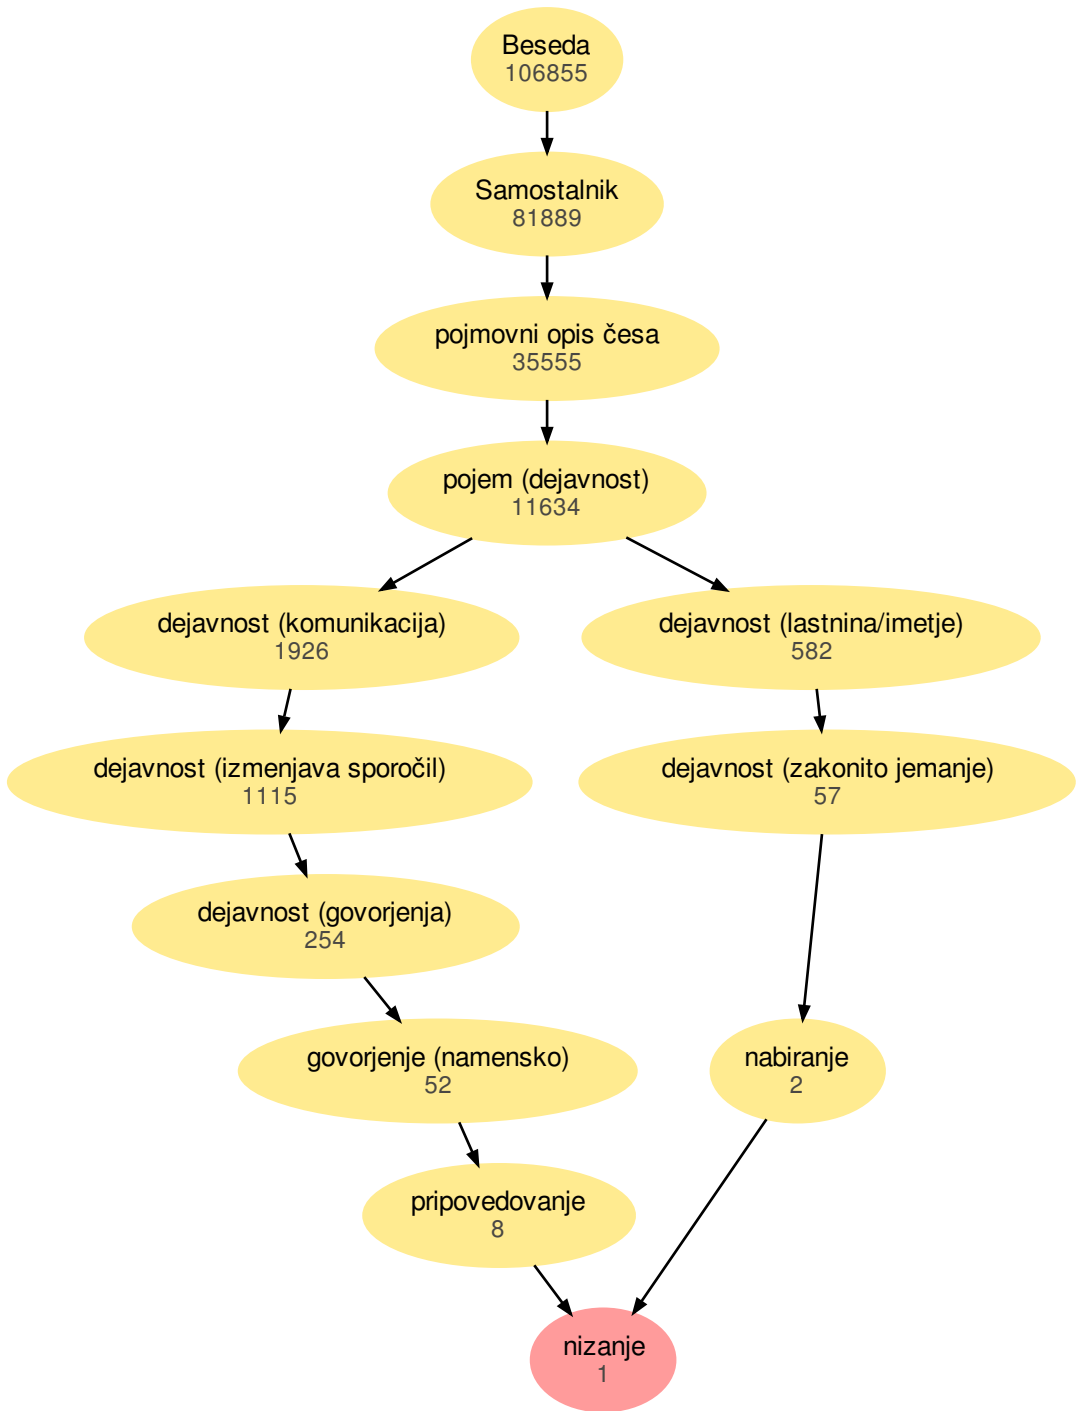 Beseda
106855
Samostalnik
81889
pojmovni opis česa
35555
pojem (dejavnost)
11634
dejavnost (komunikacija)
1926
dejavnost (lastnina/imetje)
582
dejavnost (izmenjava sporočil)
1115
dejavnost (zakonito jemanje)
57
dejavnost (govorjenja)
254
govorjenje (namensko)
52
nabiranje
2
pripovedovanje
8
nizanje
1